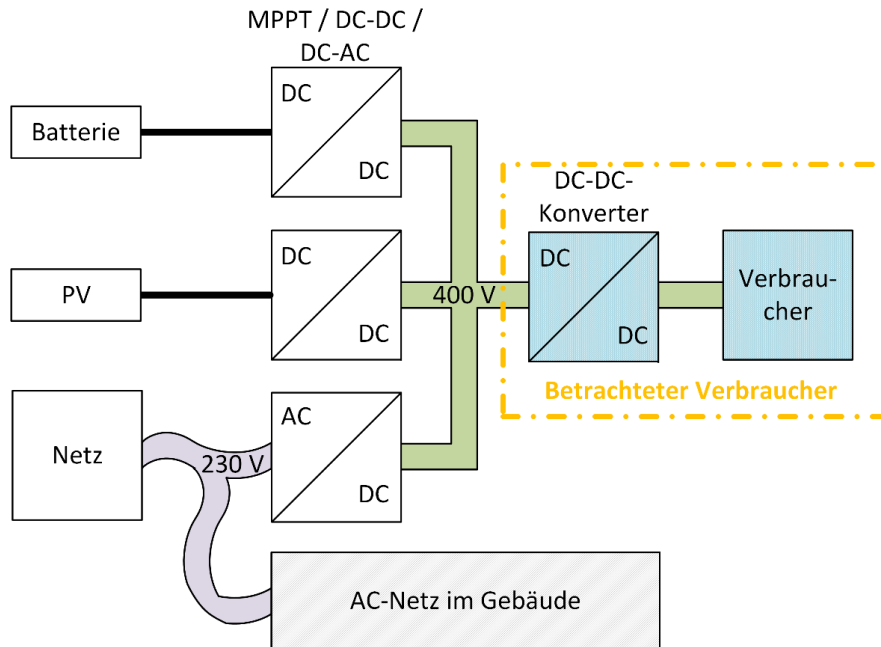 MPPT / DC-DC /
DC-AC
DC
DC
Batterie
DC-DC-
Konverter
DC
DC
PV
400 V
DC
DC
Verbrau-
cher
Betrachteter Verbraucher
AC
DC
Netz
230 V
AC-Netz im Gebäude